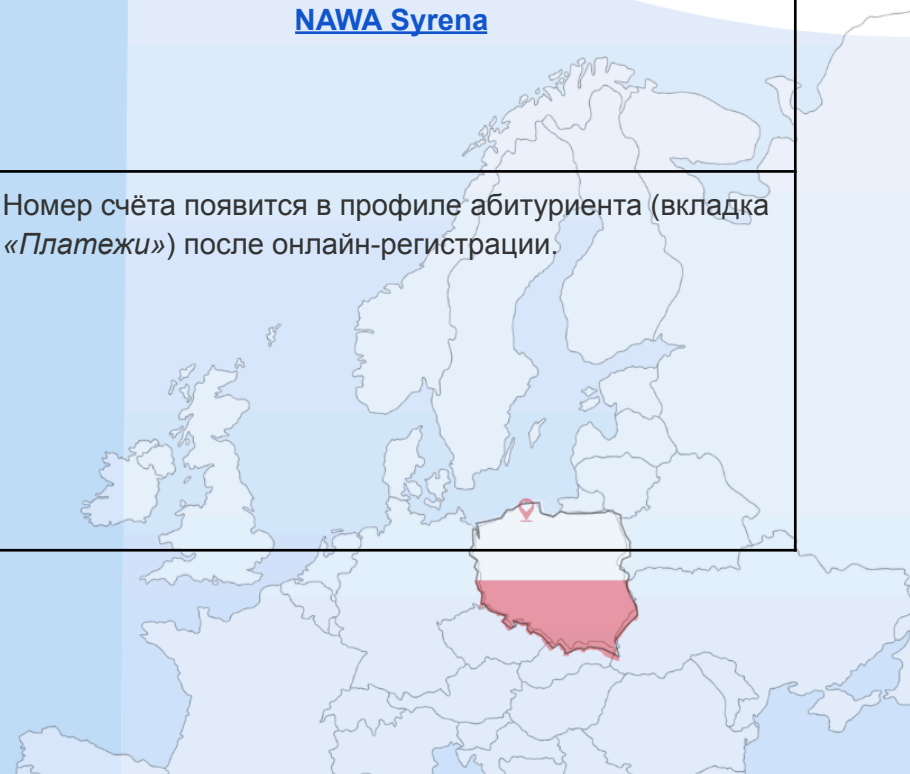 NAWA Syrena
Номер счёта появится в профиле абитуриента (вкладка
«Платежи») после онлайн-регистрации.